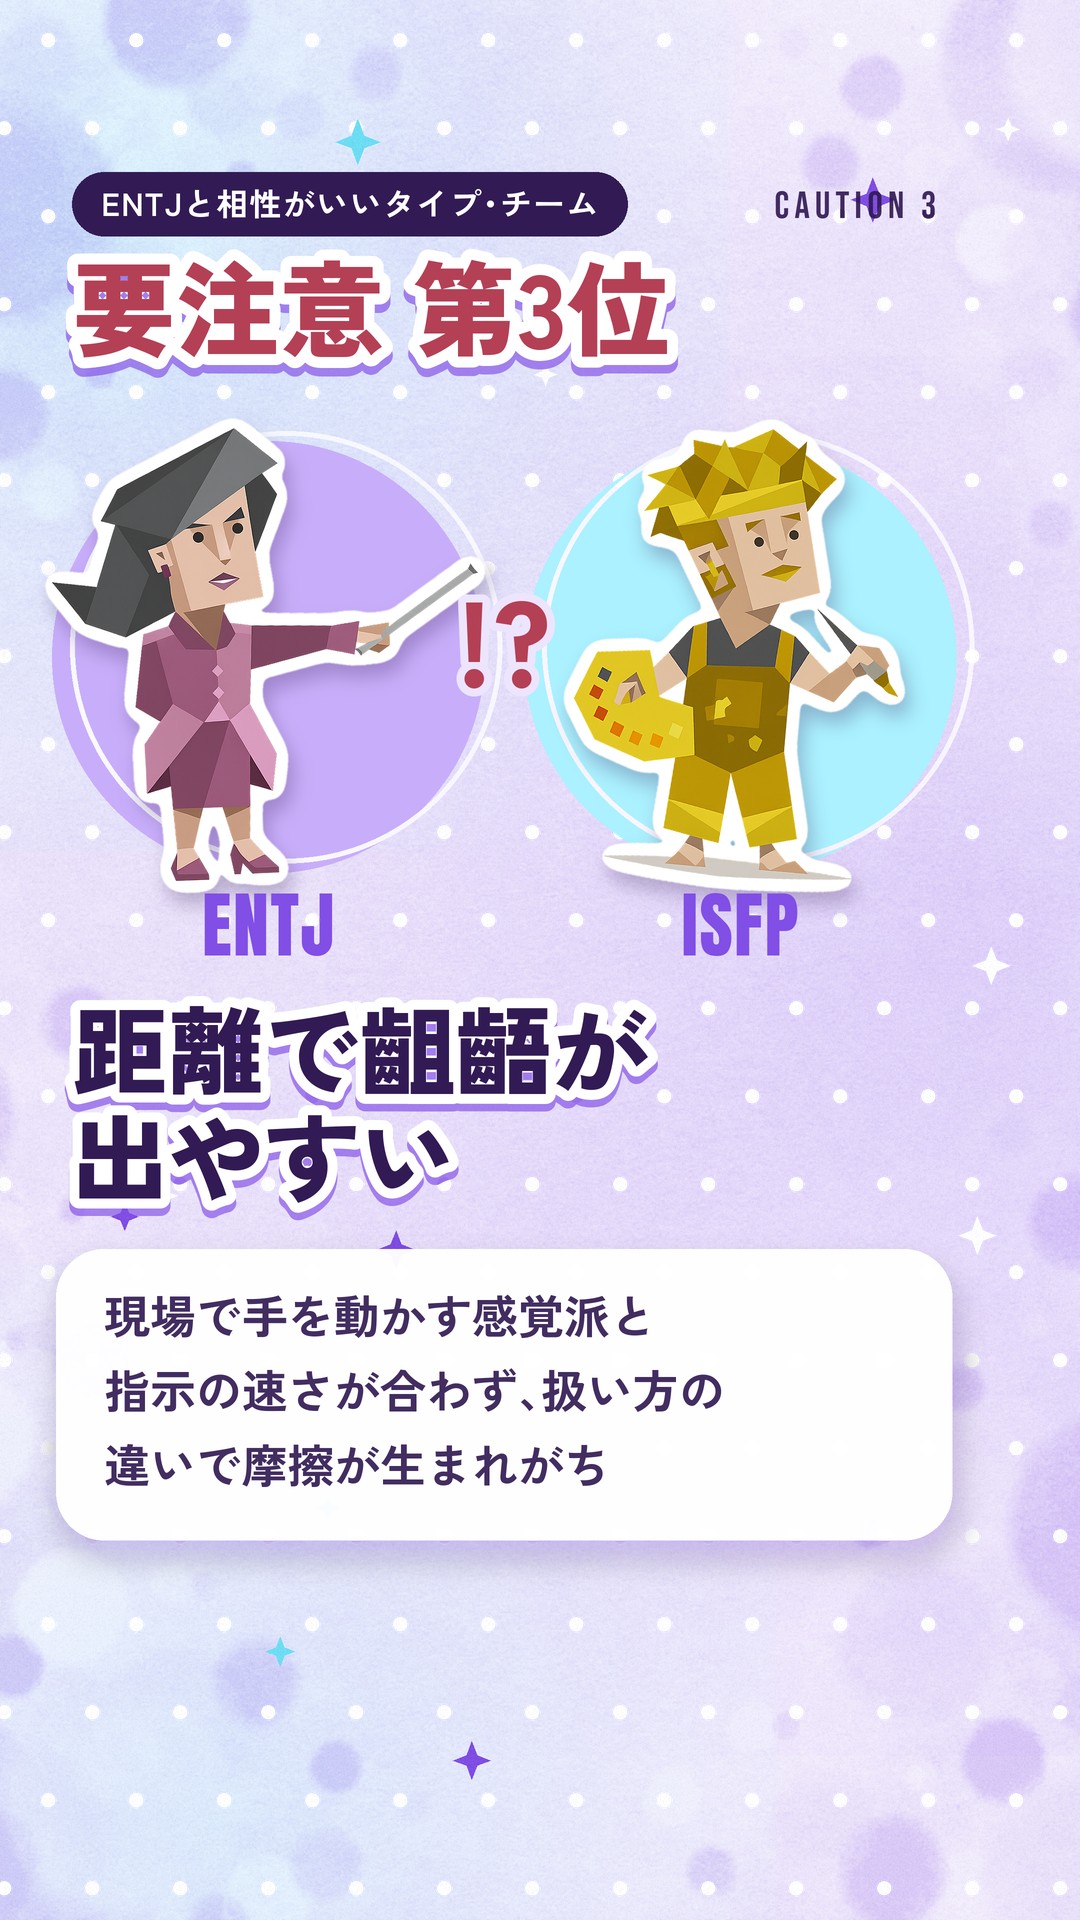 ENTJと相性がいいタイプ・チーム
CAUTION 3
要注意 第3位
!?
ENTJ
ISFP
距離で齟齬が
出やすい
現場で手を動かす感覚派と
指示の速さが合わず、扱い方の
違いで摩擦が生まれがち